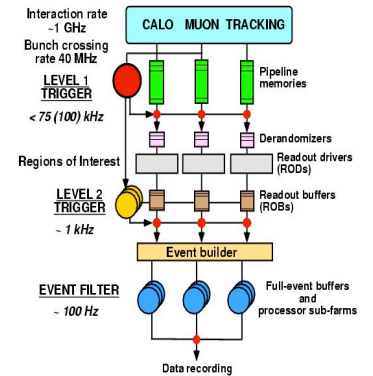 Interaction rate
~1 GHz
CALO MUON TRACKING
Bunch crossing
rate 40 MHz
LEVEL 1
TRIGGER
< 75 (100) kHz
Pipeline
memories
Derandomizers
Regions of Interest
Readout drivers
(RODs)
LEVEL 2
TRIGGER
~ 1 kHz
Readout buffers
(ROBs)
Event builder
EVENT FILTER
~ 100 Hz
Full-event buffers
and
processor sub-farms
Data recording